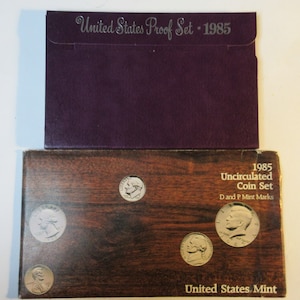 United States Proof Set · 1985
1985
Uncirculated
Coin Set
D and P Mint Marks
United States Mint